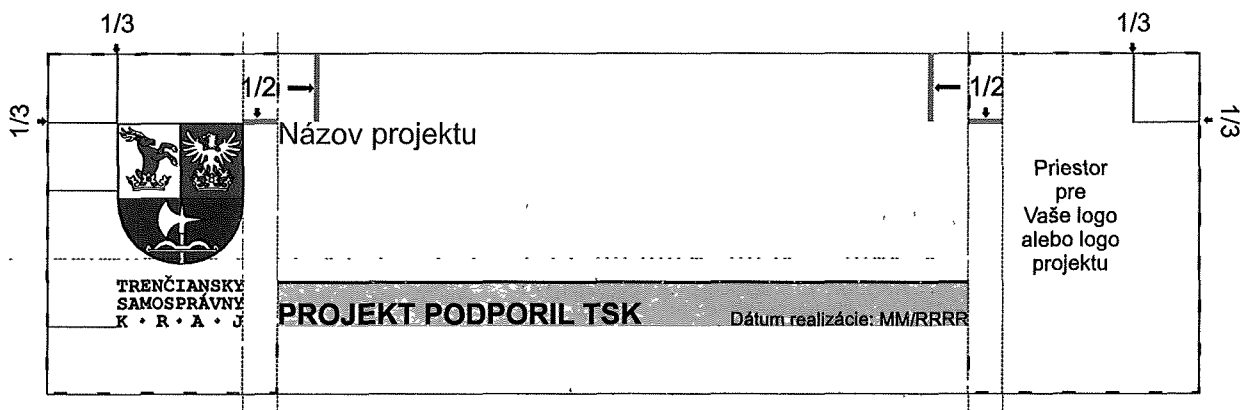 1/3
1/3
1/2
1/2
1/3
1/3
Názov projektu
Priestor
pre
Vaše logo
alebo logo
projektu
TRENČIANSKY
SAMOSPRÁVNY
K • R • A • J
PROJEKT PODPORIL TSK
Dátum realizácie: MM/RRRR